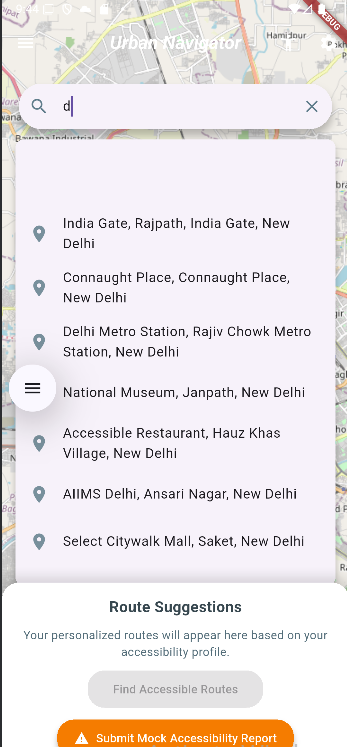 Urban Navigator
DEBUG
Hamidpur
d
Bawana Industrial
India Gate, Rajpath, India Gate, New
Delhi
Connaught Place, Connaught Place,
New Delhi
Delhi Metro Station, Rajiv Chowk Metro
Station, New Delhi
National Museum, Janpath, New Delhi
Accessible Restaurant, Hauz Khas
Village, New Delhi
AIIMS Delhi, Ansari Nagar, New Delhi
Select Citywalk Mall, Saket, New Delhi
Route Suggestions
Your personalized routes will appear here based on your
accessibility profile.
Find Accessible Routes
Submit Mock Accessibility Report